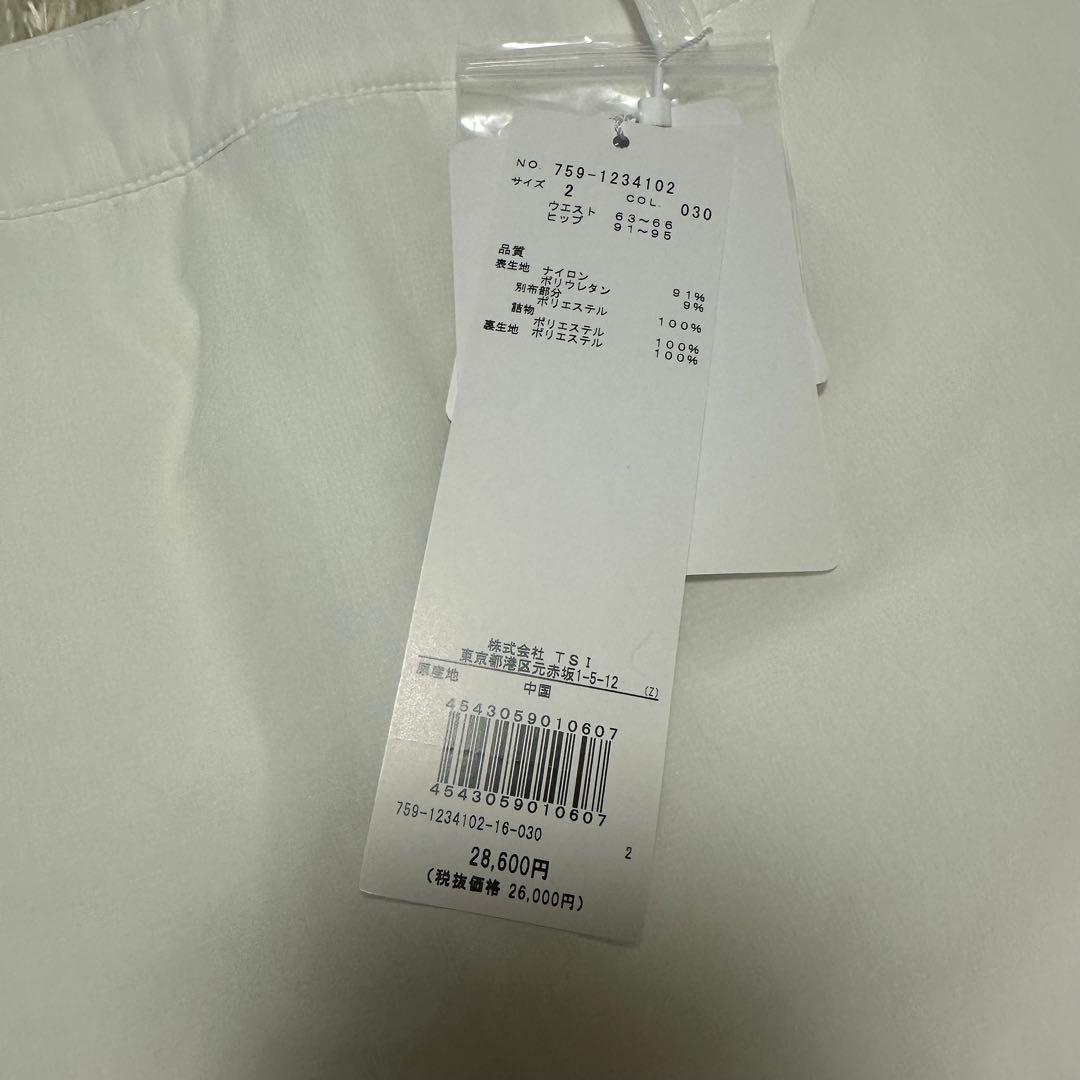 NO. 759-1234102
サイズ 2 COL. 030
ウエスト 63〜66
ヒップ 91〜95
品質
表生地 ナイロン 91%
ポリウレタン 9%
別布部分
ポリエステル 100%
詰物
ポリエステル 100%
裏生地 ポリエステル 100%
株式会社 TSI
東京都港区元赤坂1-5-12 (Z)
原産地 中国
4543059010607
4543059010607
759-1234102-16-030
2
28,600円
(税抜価格 26,000円)